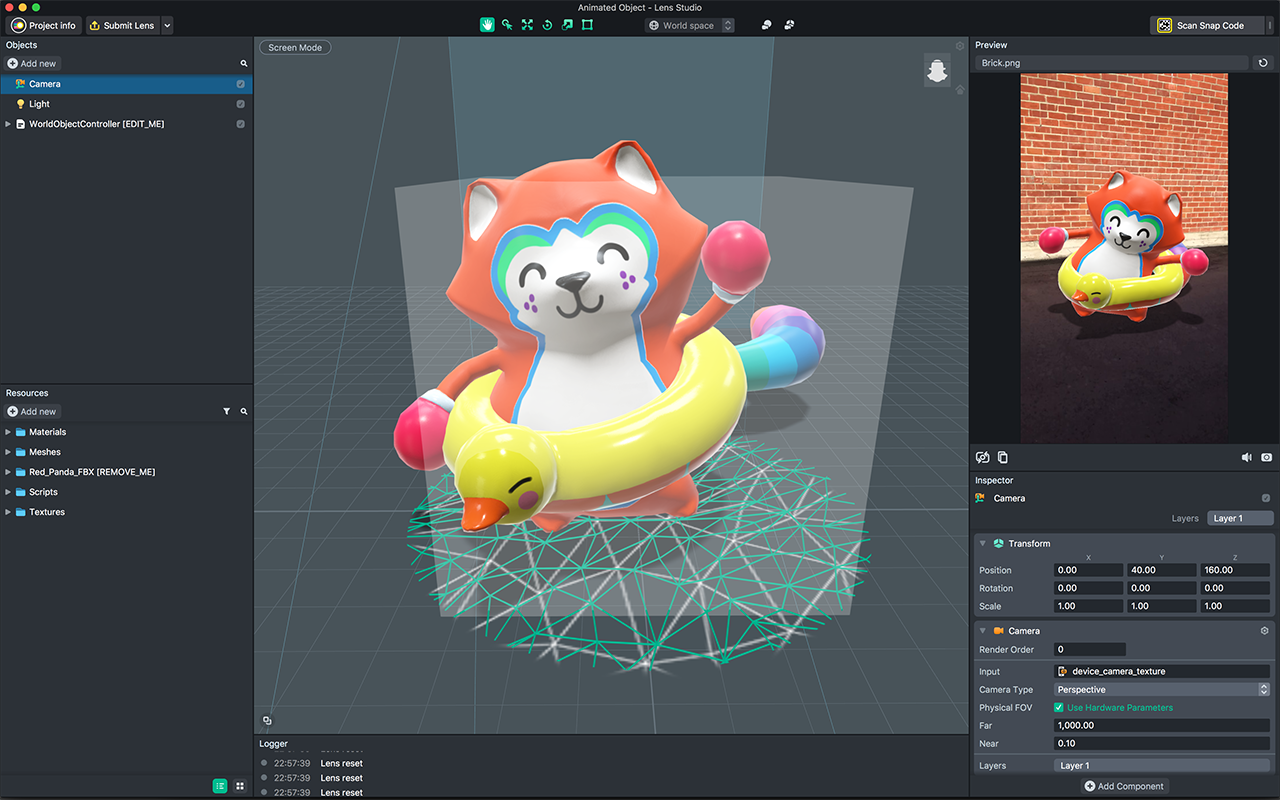 Animated Object - Lens Studio
Project info
Submit Lens
World space
Scan Snap Code
Objects
Add new
Camera
Light
WorldObjectController [EDIT_ME]
Resources
Add new
Materials
Meshes
Red_Panda_FBX [REMOVE_ME]
Scripts
Textures
Screen Mode
Logger
22:57:39 Lens reset
22:57:39 Lens reset
22:57:39 Lens reset
22:57:39 Lens reset
Preview
Brick.png
Inspector
Camera
Layers Layer 1
Transform
X Y Z
Position 0.00 40.00 160.00
Rotation 0.00 0.00 0.00
Scale 1.00 1.00 1.00
Camera
Render Order 0
Input device_camera_texture
Camera Type Perspective
Physical FOV Use Hardware Parameters
Far 1,000.00
Near 0.10
Layers Layer 1
Add Component